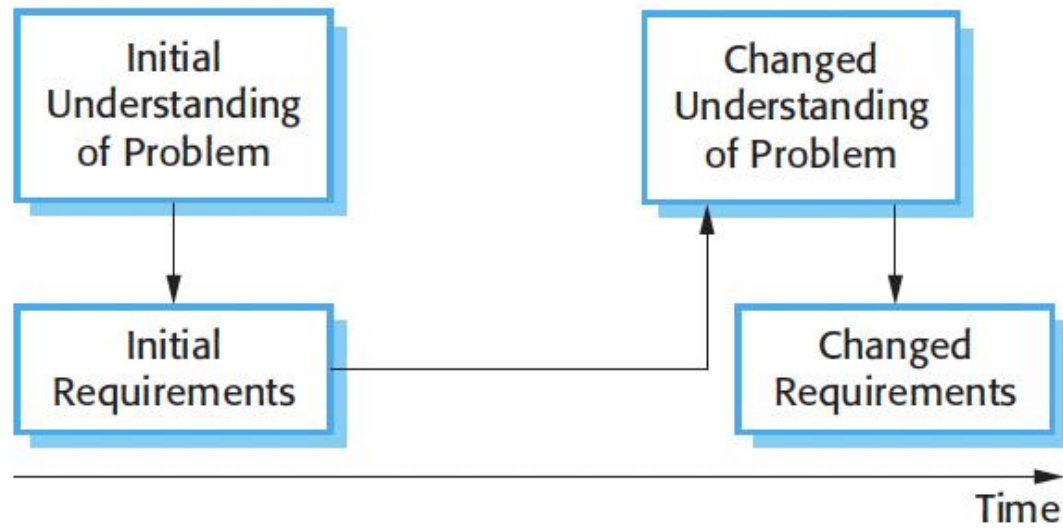 Initial
Understanding
of Problem
Changed
Understanding
of Problem
Initial
Requirements
Changed
Requirements
Time